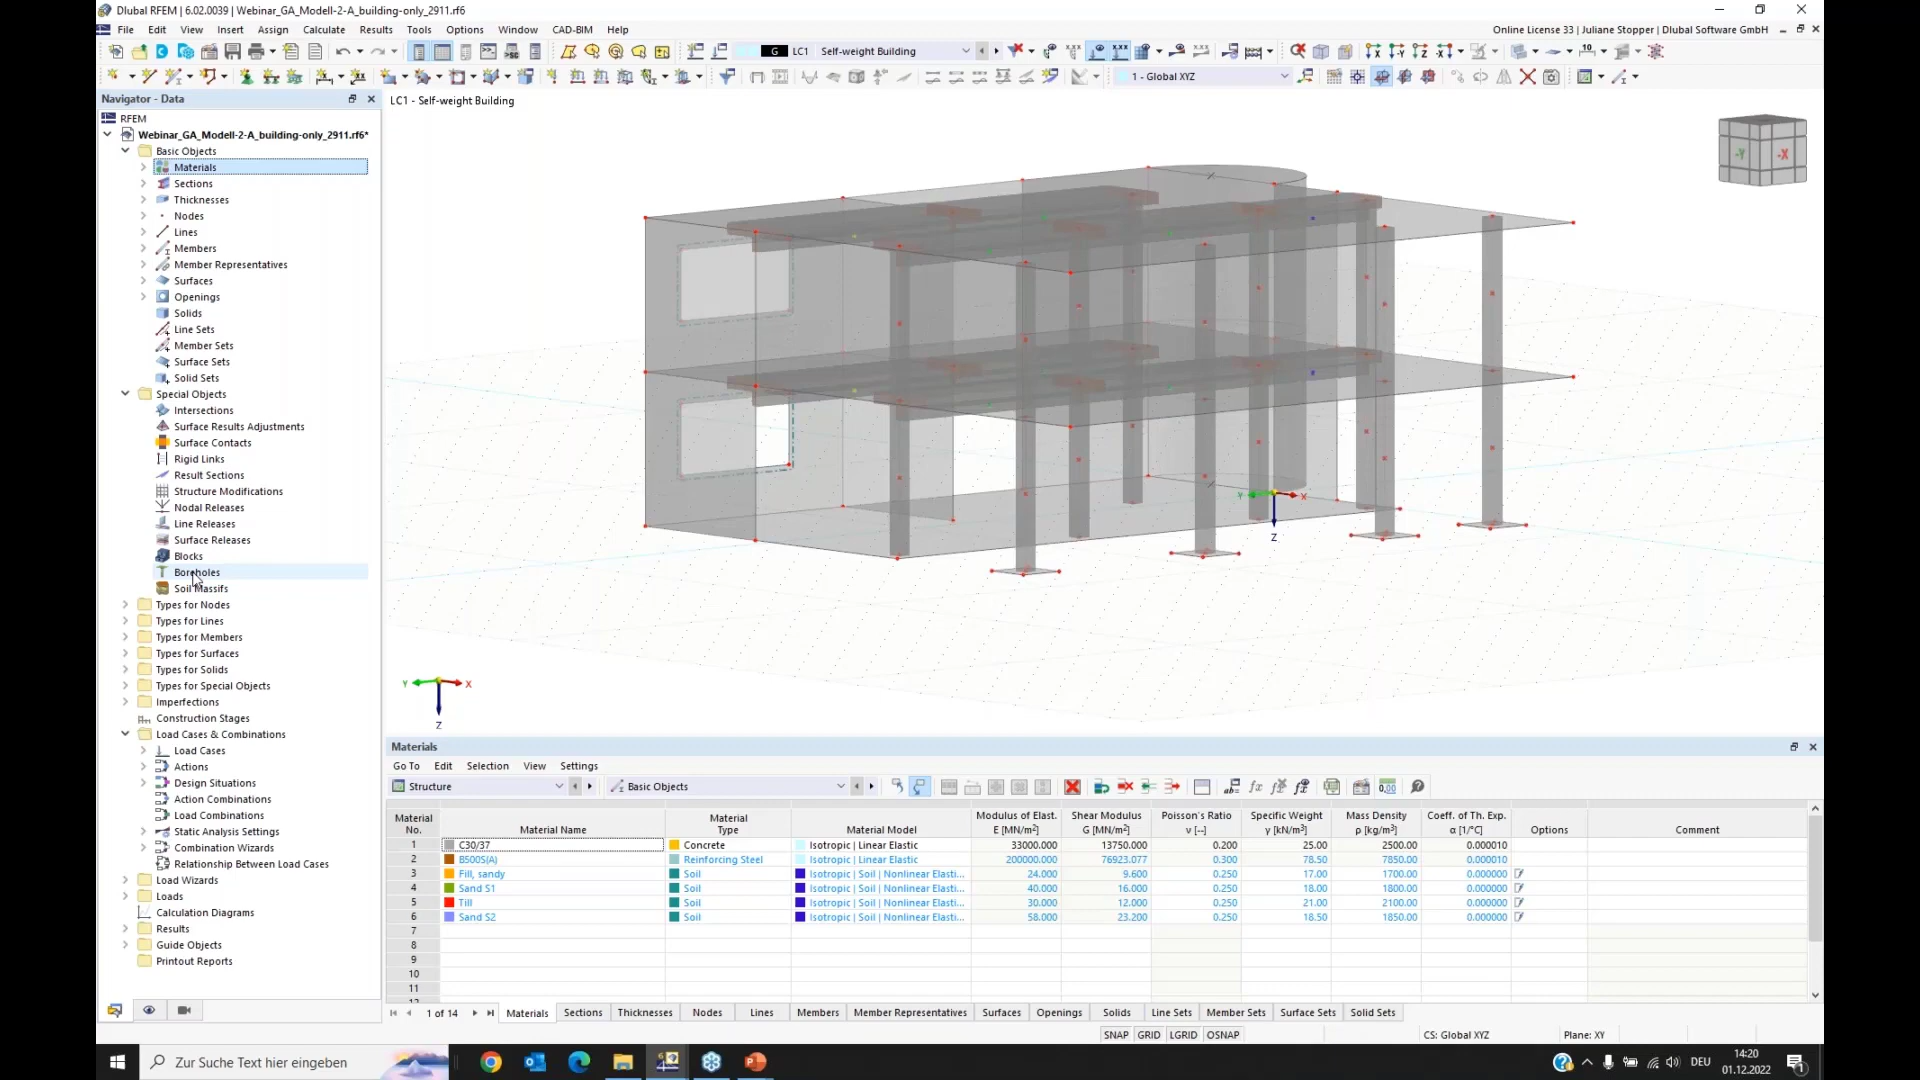 Dlubal RFEM | 6.02.0039 | Webinar_GA_Modell-2-A_building-only_2911.rf6
File Edit View Insert Assign Calculate Results Tools Options Window CAD-BIM Help
Online License 33 | Juliane Stopper | Dlubal Software GmbH
G LC1 Self-weight Building
1 - Global XYZ
Navigator - Data
LC1 - Self-weight Building
RFEM
Webinar_GA_Modell-2-A_building-only_2911.rf6*
Basic Objects
Materials
Sections
Thicknesses
Nodes
Lines
Members
Member Representatives
Surfaces
Openings
Solids
Line Sets
Member Sets
Surface Sets
Solid Sets
Special Objects
Intersections
Surface Results Adjustments
Surface Contacts
Rigid Links
Result Sections
Structure Modifications
Nodal Releases
Line Releases
Surface Releases
Blocks
Boreholes
Soil Massifs
Types for Nodes
Types for Lines
Types for Members
Types for Surfaces
Types for Solids
Types for Special Objects
Imperfections
Construction Stages
Load Cases & Combinations
Load Cases
Actions
Design Situations
Action Combinations
Load Combinations
Static Analysis Settings
Combination Wizards
Relationship Between Load Cases
Load Wizards
Loads
Calculation Diagrams
Results
Guide Objects
Printout Reports
-Y -X
Y X
Z
Y X
Z
Materials
Go To Edit Selection View Settings
Structure Basic Objects
Material No. Material Name Material Type Material Model Modulus of Elast. E [MN/m²] Shear Modulus G [MN/m²] Poisson's Ratio ν [--] Specific Weight γ [kN/m³] Mass Density ρ [kg/m³] Coeff. of Th. Exp. α [1/°C] Options Comment
1 C30/37 Concrete Isotropic | Linear Elastic 33000.000 13750.000 0.200 25.00 2500.00 0.000010
2 B500S(A) Reinforcing Steel Isotropic | Linear Elastic 200000.000 76923.077 0.300 78.50 7850.00 0.000010
3 Fill, sandy Soil Isotropic | Soil | Nonlinear Elasti... 24.000 9.600 0.250 17.00 1700.00 0.000000
4 Sand S1 Soil Isotropic | Soil | Nonlinear Elasti... 40.000 16.000 0.250 18.00 1800.00 0.000000
5 Till Soil Isotropic | Soil | Nonlinear Elasti... 30.000 12.000 0.250 21.00 2100.00 0.000000
6 Sand S2 Soil Isotropic | Soil | Nonlinear Elasti... 58.000 23.200 0.250 18.50 1850.00 0.000000
7
8
9
10
11
12
1 of 14 Materials Sections Thicknesses Nodes Lines Members Member Representatives Surfaces Openings Solids Line Sets Member Sets Surface Sets Solid Sets
SNAP GRID LGRID OSNAP CS: Global XYZ Plane: XY
Zur Suche Text hier eingeben
DEU
14:20
01.12.2022